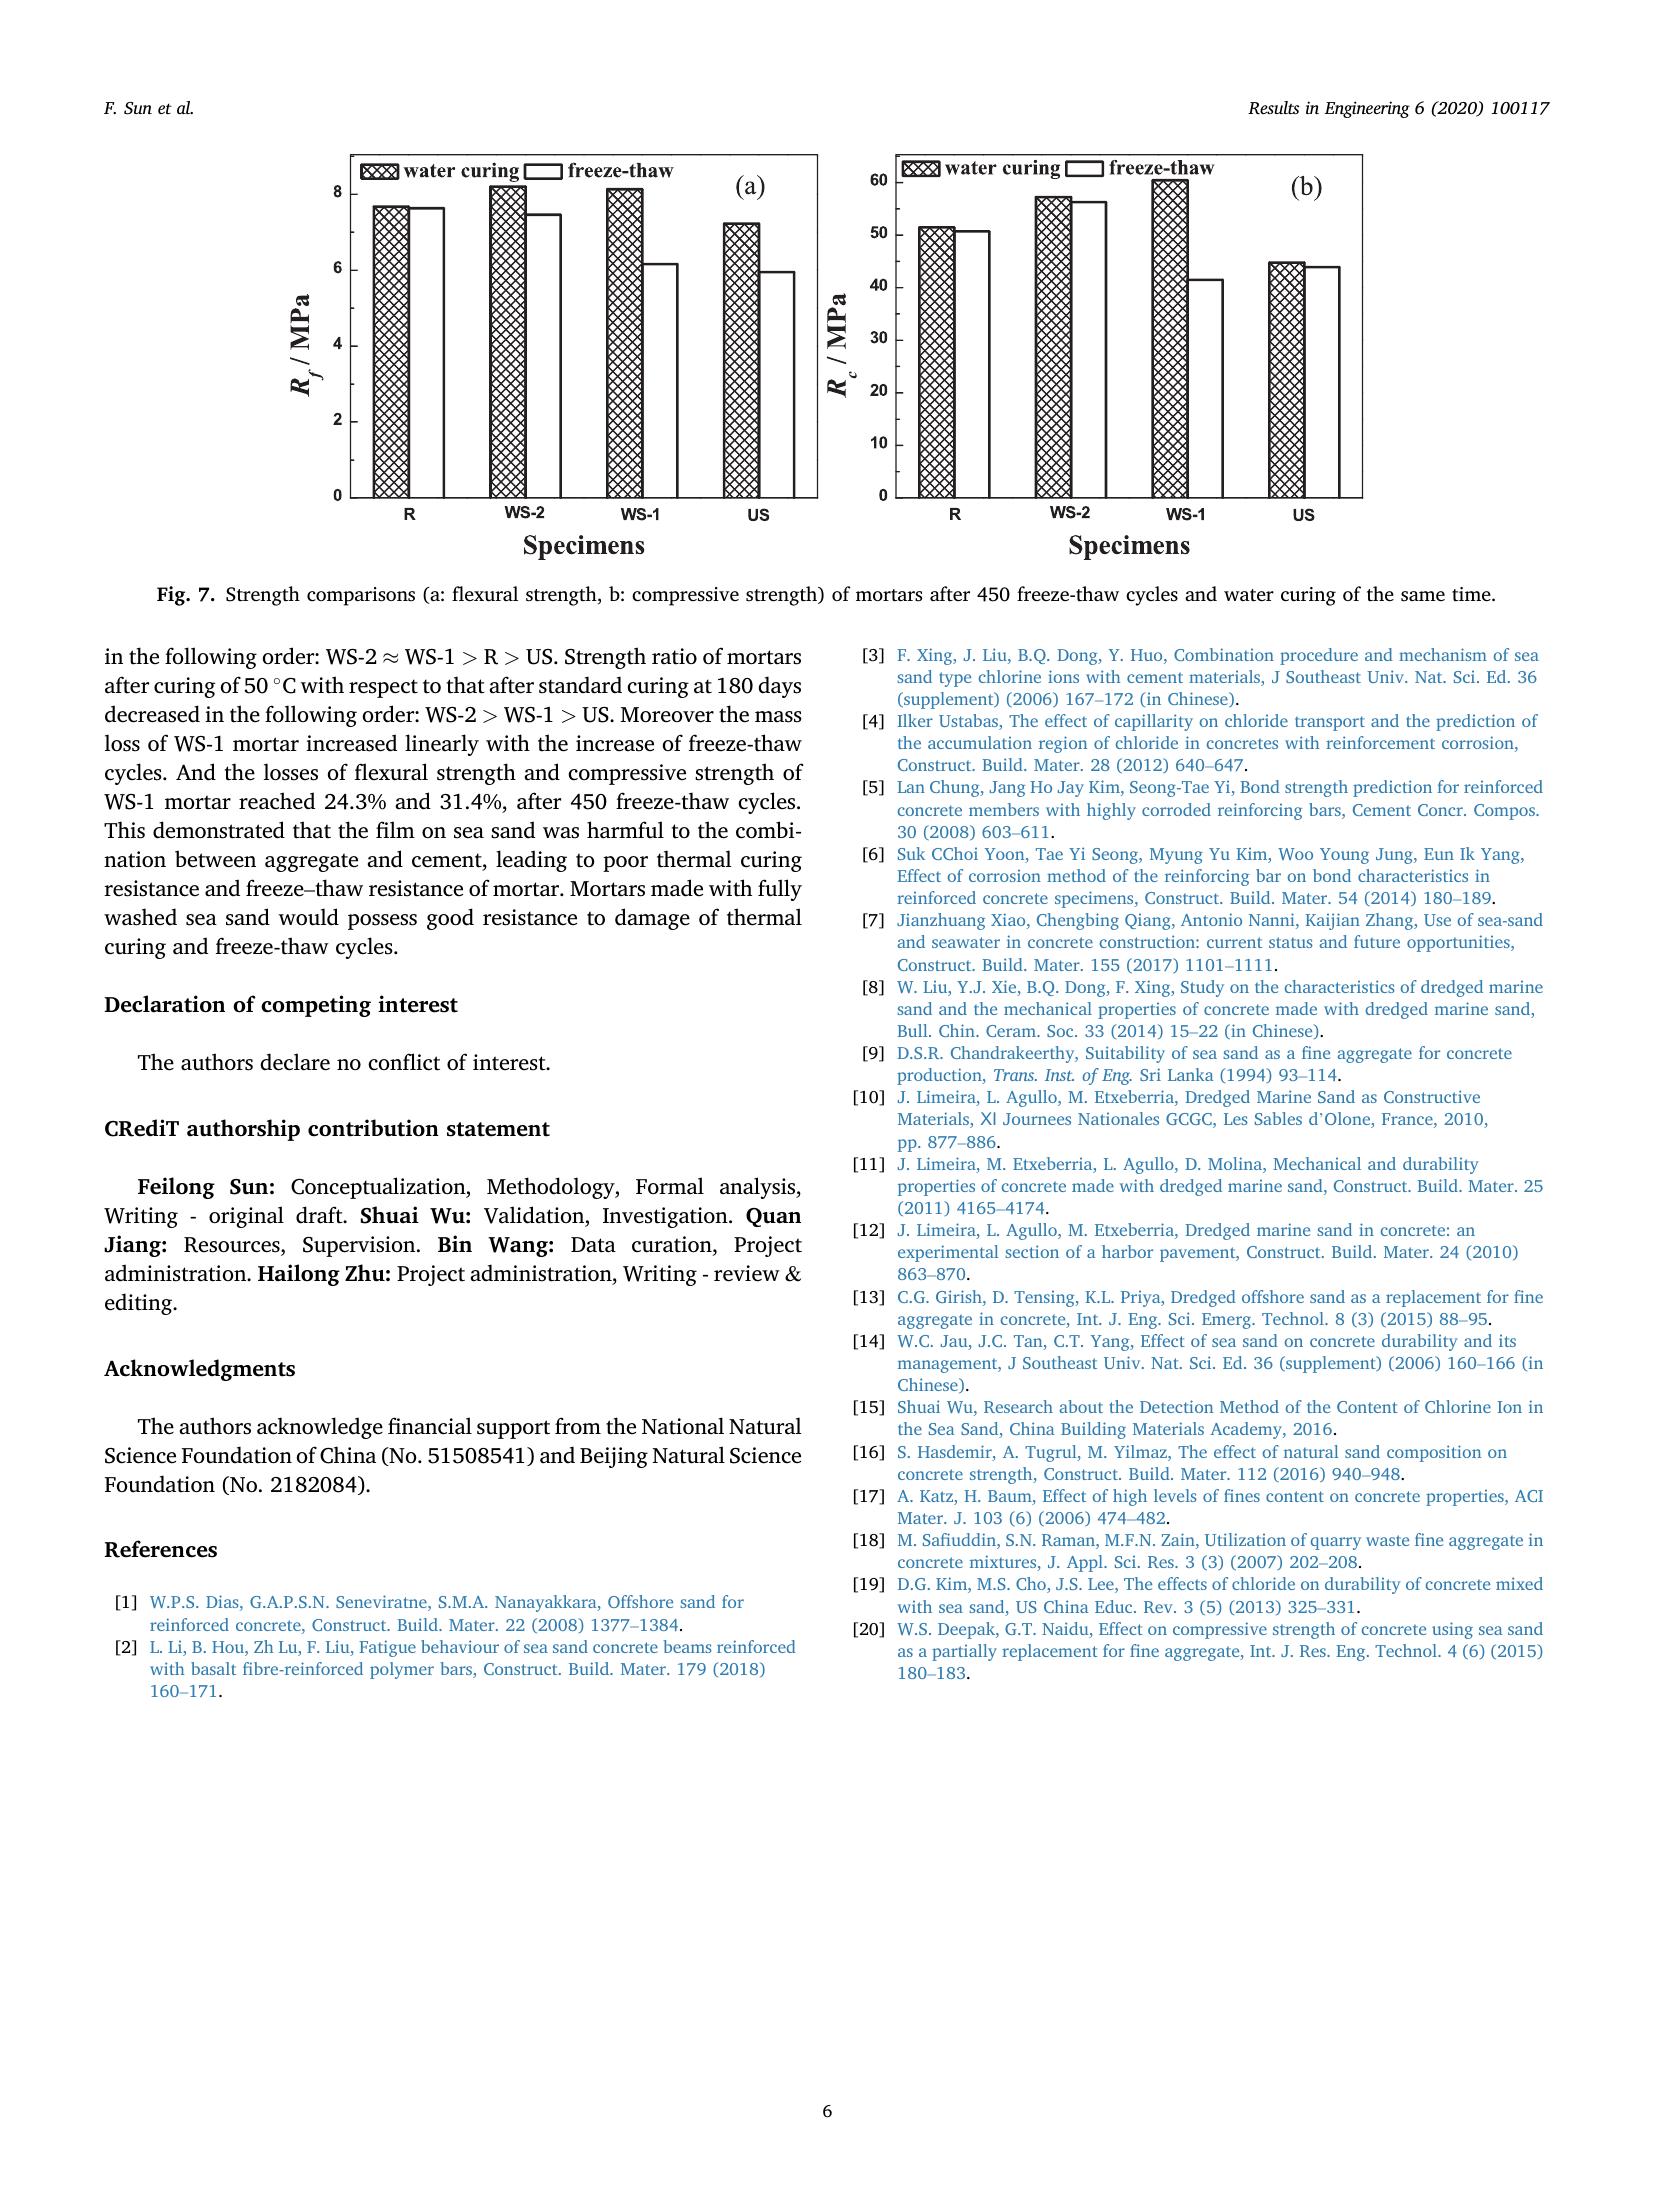 F. Sun et al.
Results in Engineering 6 (2020) 100117
water curing
freeze-thaw
(a)
8
6
4
2
0
R_f / MPa
R
WS-2
WS-1
US
Specimens
water curing
freeze-thaw
(b)
60
50
40
30
20
10
0
R_c / MPa
R
WS-2
WS-1
US
Specimens
Fig. 7. Strength comparisons (a: flexural strength, b: compressive strength) of mortars after 450 freeze-thaw cycles and water curing of the same time.
in the following order: WS-2 ≈ WS-1 > R > US. Strength ratio of mortars
after curing of 50 °C with respect to that after standard curing at 180 days
decreased in the following order: WS-2 > WS-1 > US. Moreover the mass
loss of WS-1 mortar increased linearly with the increase of freeze-thaw
cycles. And the losses of flexural strength and compressive strength of
WS-1 mortar reached 24.3% and 31.4%, after 450 freeze-thaw cycles.
This demonstrated that the film on sea sand was harmful to the combi-
nation between aggregate and cement, leading to poor thermal curing
resistance and freeze–thaw resistance of mortar. Mortars made with fully
washed sea sand would possess good resistance to damage of thermal
curing and freeze-thaw cycles.
Declaration of competing interest
The authors declare no conflict of interest.
CRediT authorship contribution statement
Feilong Sun: Conceptualization, Methodology, Formal analysis,
Writing - original draft. Shuai Wu: Validation, Investigation. Quan
Jiang: Resources, Supervision. Bin Wang: Data curation, Project
administration. Hailong Zhu: Project administration, Writing - review &
editing.
Acknowledgments
The authors acknowledge financial support from the National Natural
Science Foundation of China (No. 51508541) and Beijing Natural Science
Foundation (No. 2182084).
References
[1] W.P.S. Dias, G.A.P.S.N. Seneviratne, S.M.A. Nanayakkara, Offshore sand for
reinforced concrete, Construct. Build. Mater. 22 (2008) 1377–1384.
[2] L. Li, B. Hou, Zh Lu, F. Liu, Fatigue behaviour of sea sand concrete beams reinforced
with basalt fibre-reinforced polymer bars, Construct. Build. Mater. 179 (2018)
160–171.
[3] F. Xing, J. Liu, B.Q. Dong, Y. Huo, Combination procedure and mechanism of sea
sand type chlorine ions with cement materials, J Southeast Univ. Nat. Sci. Ed. 36
(supplement) (2006) 167–172 (in Chinese).
[4] Ilker Ustabas, The effect of capillarity on chloride transport and the prediction of
the accumulation region of chloride in concretes with reinforcement corrosion,
Construct. Build. Mater. 28 (2012) 640–647.
[5] Lan Chung, Jang Ho Jay Kim, Seong-Tae Yi, Bond strength prediction for reinforced
concrete members with highly corroded reinforcing bars, Cement Concr. Compos.
30 (2008) 603–611.
[6] Suk CChoi Yoon, Tae Yi Seong, Myung Yu Kim, Woo Young Jung, Eun Ik Yang,
Effect of corrosion method of the reinforcing bar on bond characteristics in
reinforced concrete specimens, Construct. Build. Mater. 54 (2014) 180–189.
[7] Jianzhuang Xiao, Chengbing Qiang, Antonio Nanni, Kaijian Zhang, Use of sea-sand
and seawater in concrete construction: current status and future opportunities,
Construct. Build. Mater. 155 (2017) 1101–1111.
[8] W. Liu, Y.J. Xie, B.Q. Dong, F. Xing, Study on the characteristics of dredged marine
sand and the mechanical properties of concrete made with dredged marine sand,
Bull. Chin. Ceram. Soc. 33 (2014) 15–22 (in Chinese).
[9] D.S.R. Chandrakeerthy, Suitability of sea sand as a fine aggregate for concrete
production, Trans. Inst. of Eng. Sri Lanka (1994) 93–114.
[10] J. Limeira, L. Agullo, M. Etxeberria, Dredged Marine Sand as Constructive
Materials, XI Journees Nationales GCGC, Les Sables d’Olone, France, 2010,
pp. 877–886.
[11] J. Limeira, M. Etxeberria, L. Agullo, D. Molina, Mechanical and durability
properties of concrete made with dredged marine sand, Construct. Build. Mater. 25
(2011) 4165–4174.
[12] J. Limeira, L. Agullo, M. Etxeberria, Dredged marine sand in concrete: an
experimental section of a harbor pavement, Construct. Build. Mater. 24 (2010)
863–870.
[13] C.G. Girish, D. Tensing, K.L. Priya, Dredged offshore sand as a replacement for fine
aggregate in concrete, Int. J. Eng. Sci. Emerg. Technol. 8 (3) (2015) 88–95.
[14] W.C. Jau, J.C. Tan, C.T. Yang, Effect of sea sand on concrete durability and its
management, J Southeast Univ. Nat. Sci. Ed. 36 (supplement) (2006) 160–166 (in
Chinese).
[15] Shuai Wu, Research about the Detection Method of the Content of Chlorine Ion in
the Sea Sand, China Building Materials Academy, 2016.
[16] S. Hasdemir, A. Tugrul, M. Yilmaz, The effect of natural sand composition on
concrete strength, Construct. Build. Mater. 112 (2016) 940–948.
[17] A. Katz, H. Baum, Effect of high levels of fines content on concrete properties, ACI
Mater. J. 103 (6) (2006) 474–482.
[18] M. Safiuddin, S.N. Raman, M.F.N. Zain, Utilization of quarry waste fine aggregate in
concrete mixtures, J. Appl. Sci. Res. 3 (3) (2007) 202–208.
[19] D.G. Kim, M.S. Cho, J.S. Lee, The effects of chloride on durability of concrete mixed
with sea sand, US China Educ. Rev. 3 (5) (2013) 325–331.
[20] W.S. Deepak, G.T. Naidu, Effect on compressive strength of concrete using sea sand
as a partially replacement for fine aggregate, Int. J. Res. Eng. Technol. 4 (6) (2015)
180–183.
6